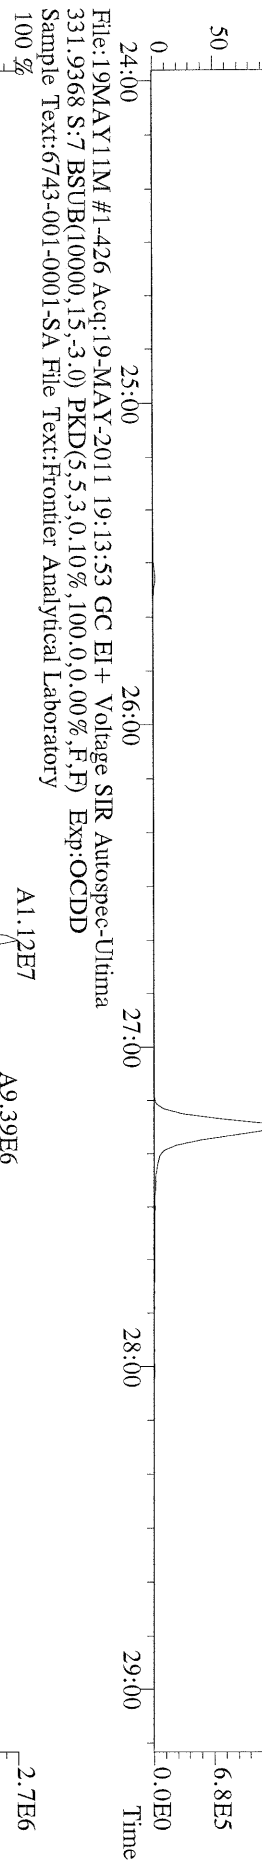 50
6.8E5
0
0.0E0
24:00 25:00 26:00 27:00 28:00 29:00 Time
File:19MAY11M #1-426 Acq:19-MAY-2011 19:13:53 GC EI+ Voltage SIR Autospec-Ultima
331.9368 S:7 BSUB(10000,15,-3.0) PKD(5,5,3,0.10%,100.0,0.00%,F,F) Exp:OCDD
Sample Text:6743-001-0001-SA File Text:Frontier Analytical Laboratory
100 % A1.12E7 2.7E6
A9.39E6